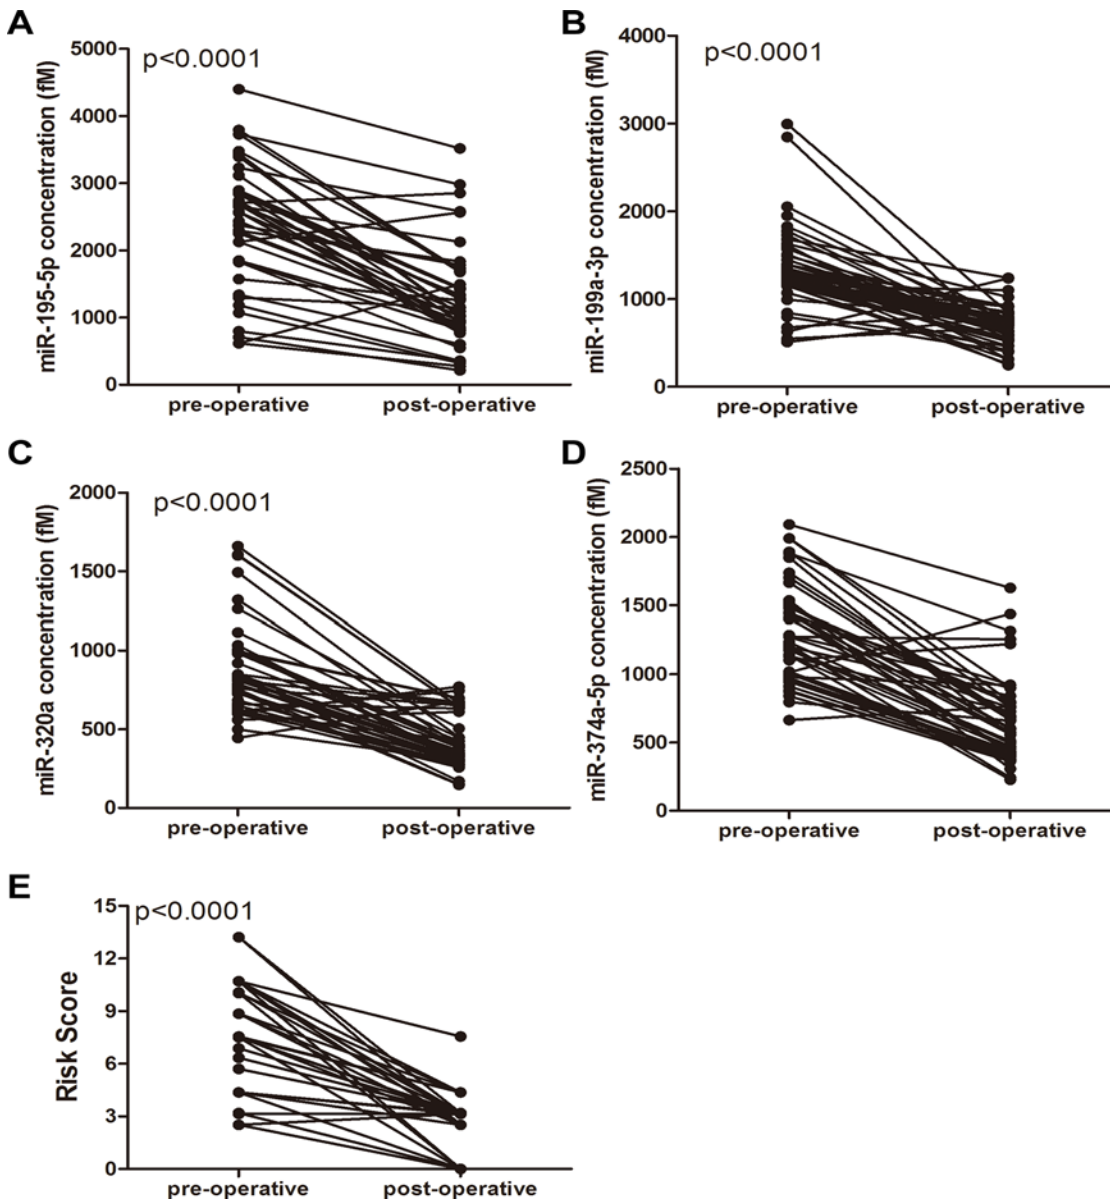 A
p<0.0001
miR-195-5p concentration (fM)
5000
4000
3000
2000
1000
0
pre-operative post-operative
B
p<0.0001
miR-199a-3p concentration (fM)
4000
3000
2000
1000
0
pre-operative post-operative
C
p<0.0001
miR-320a concentration (fM)
2000
1500
1000
500
0
pre-operative post-operative
D
miR-374a-5p concentration (fM)
2500
2000
1500
1000
500
0
pre-operative post-operative
E
p<0.0001
Risk Score
15
12
9
6
3
0
pre-operative post-operative